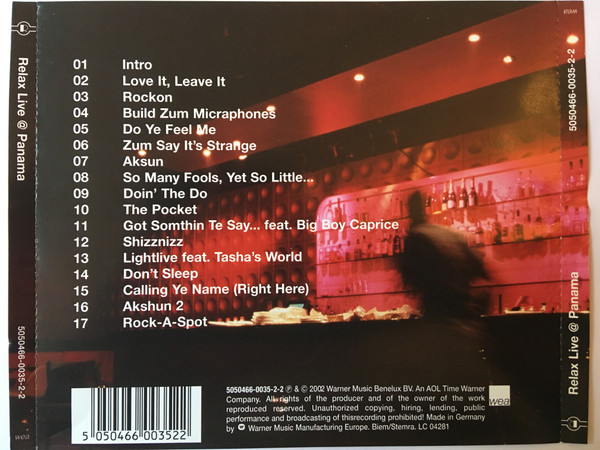 Relax Live @ Panama
5050466-0035-2-2
wea
01 Intro
02 Love It, Leave It
03 Rockon
04 Build Zum Micraphones
05 Do Ye Feel Me
06 Zum Say It's Strange
07 Aksun
08 So Many Fools, Yet So Little...
09 Doin' The Do
10 The Pocket
11 Got Somthin Te Say... feat. Big Boy Caprice
12 Shizznizz
13 Lightlive feat. Tasha's World
14 Don't Sleep
15 Calling Ye Name (Right Here)
16 Akshun 2
17 Rock-A-Spot
5 050466 003522
5050466-0035-2-2 ℗ & © 2002 Warner Music Benelux BV. An AOL Time Warner
Company. All rights of the producer and of the owner of the work
reproduced reserved. Unauthorized copying, hiring, lending, public
performance and broadcasting of thisrecording prohibited! Made in Germany
by Warner Music Manufacturing Europe. Biem/Stemra. LC 04281
wea
5050466-0035-2-2
Relax Live @ Panama